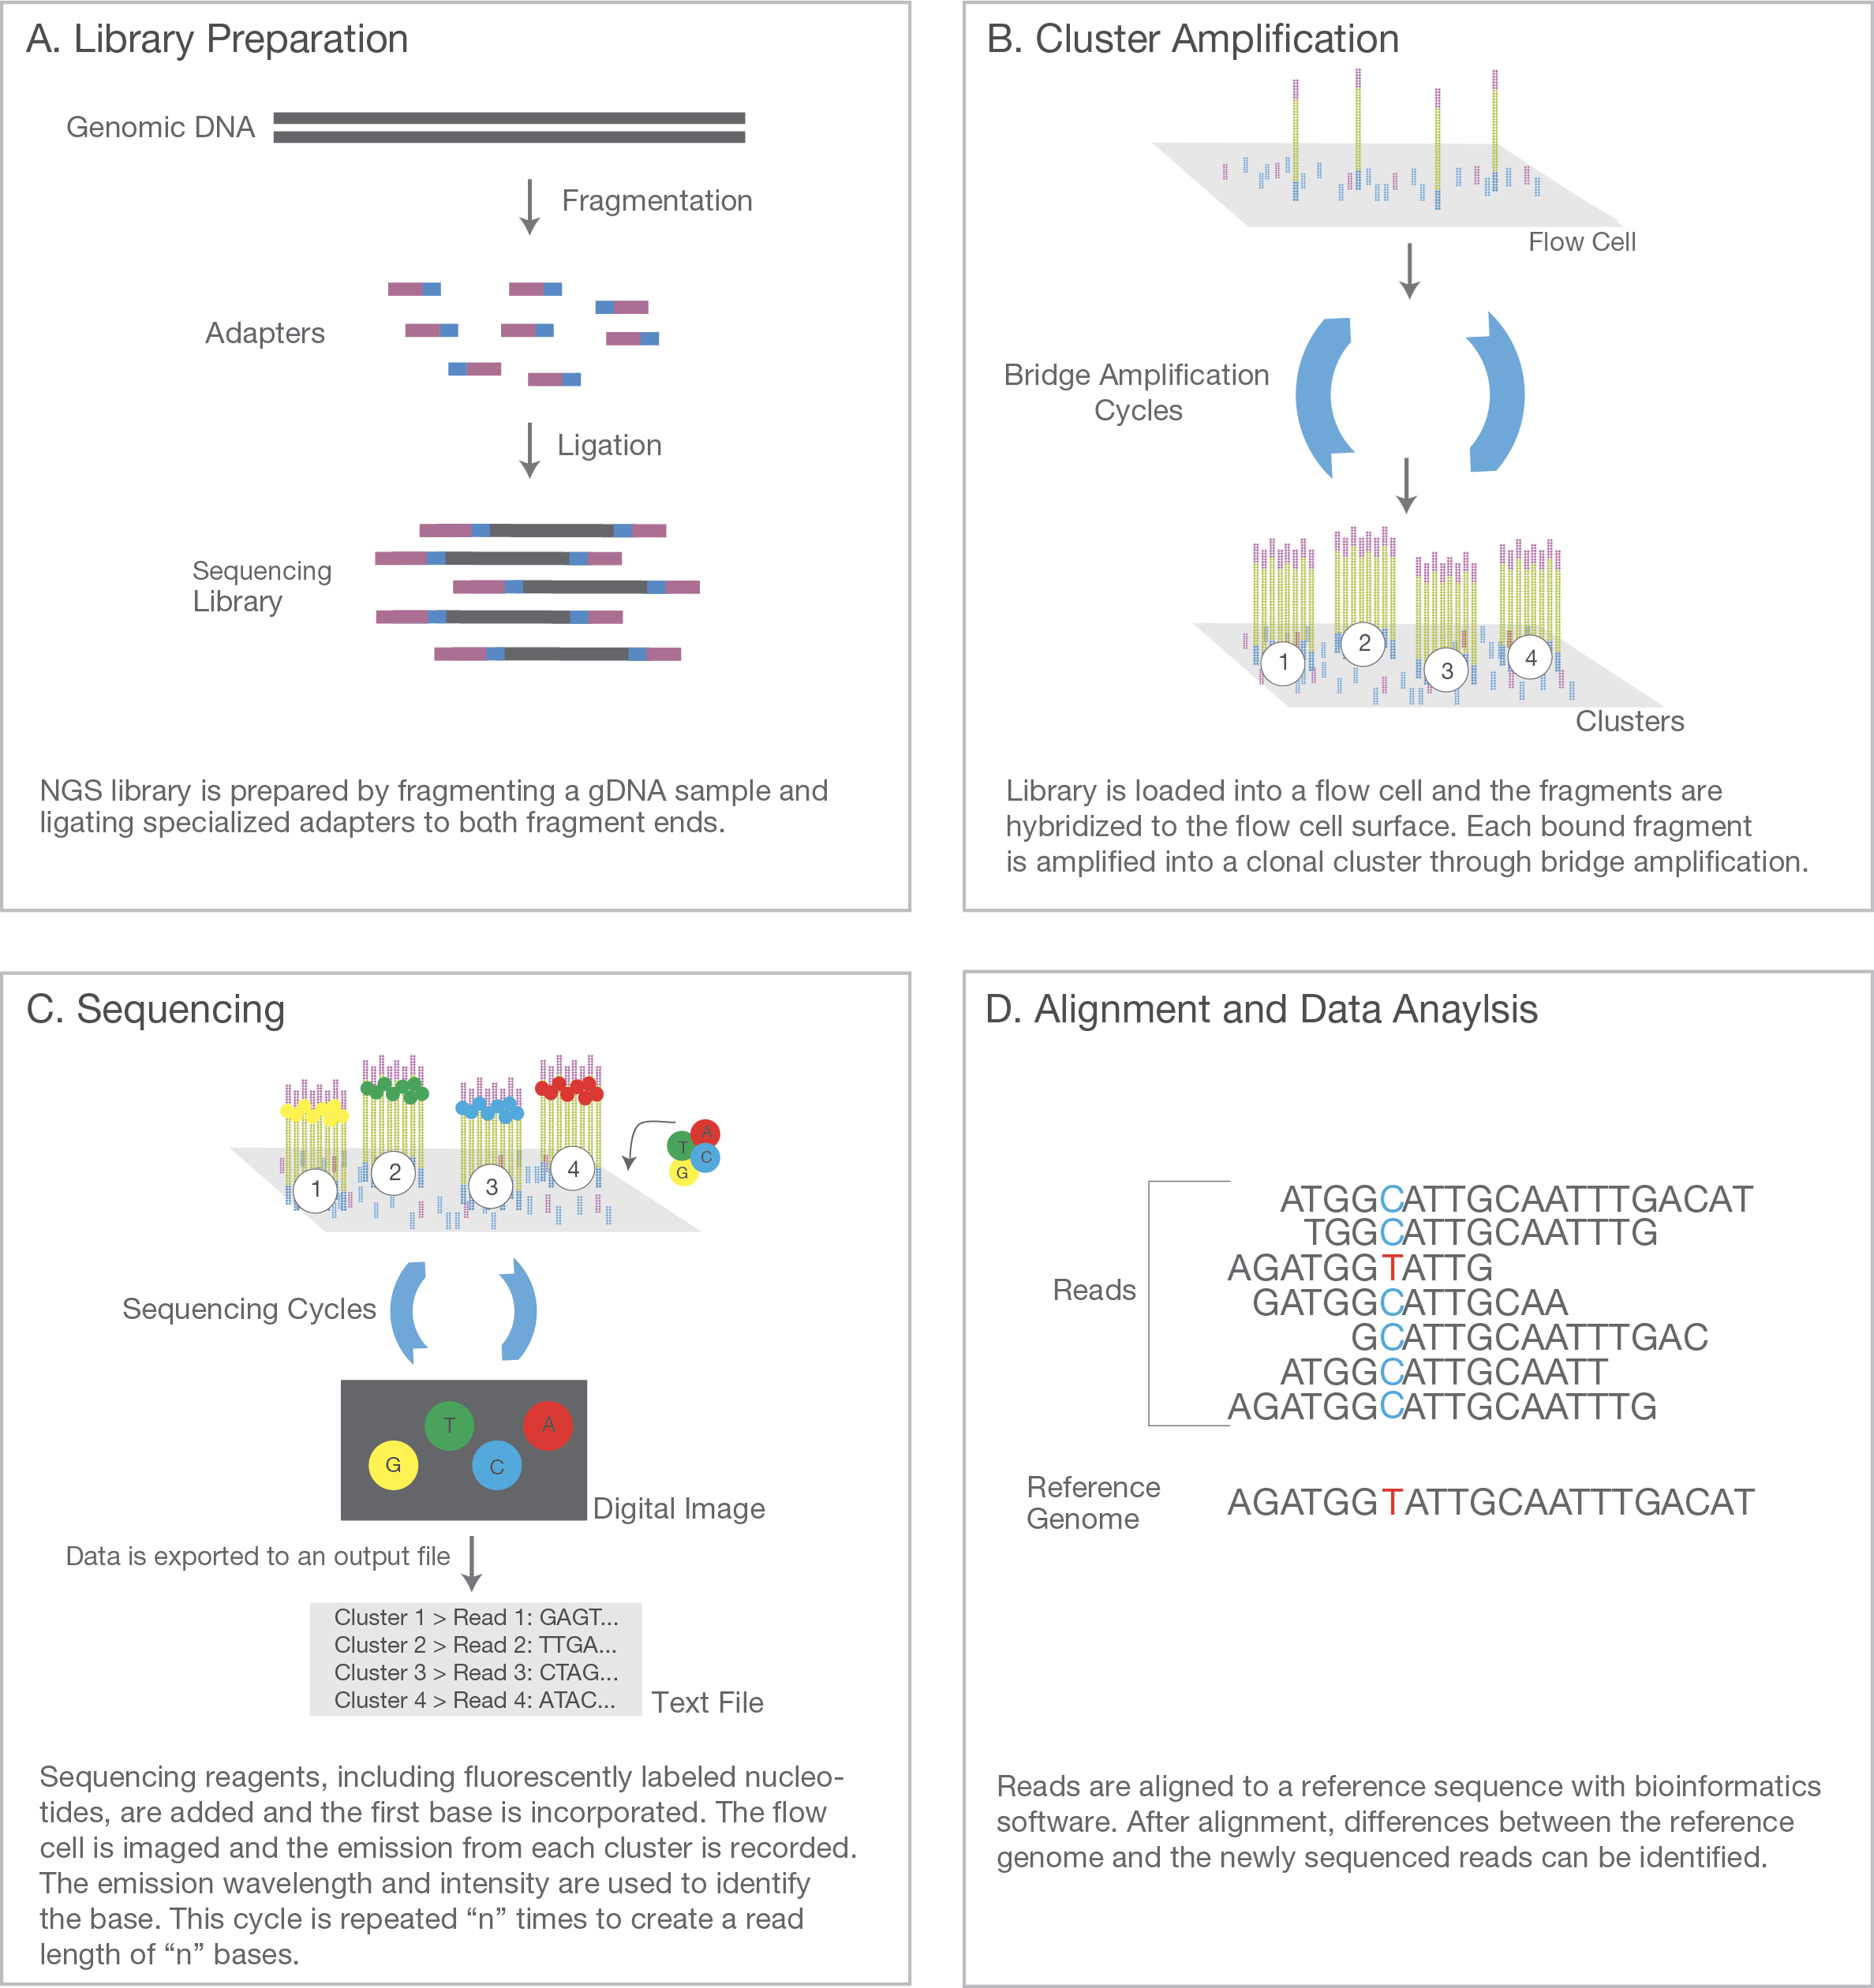 A. Library Preparation
Genomic DNA
Fragmentation
Adapters
Ligation
Sequencing
Library
NGS library is prepared by fragmenting a gDNA sample and
ligating specialized adapters to both fragment ends.
B. Cluster Amplification
Flow Cell
Bridge Amplification
Cycles
1
2
3
4
Clusters
Library is loaded into a flow cell and the fragments are
hybridized to the flow cell surface. Each bound fragment
is amplified into a clonal cluster through bridge amplification.
C. Sequencing
A
T
C
G
1
2
3
4
Sequencing Cycles
T
A
G
C
Digital Image
Data is exported to an output file
Cluster 1 > Read 1: GAGT...
Cluster 2 > Read 2: TTGA...
Cluster 3 > Read 3: CTAG...
Cluster 4 > Read 4: ATAC...
Text File
Sequencing reagents, including fluorescently labeled nucleo-
tides, are added and the first base is incorporated. The flow
cell is imaged and the emission from each cluster is recorded.
The emission wavelength and intensity are used to identify
the base. This cycle is repeated “n” times to create a read
length of “n” bases.
D. Alignment and Data Anaylsis
Reads
ATGGCATTGCAATTTGACAT
TGGCATTGCAATTTG
AGATGGTATTG
GATGGCATTGCAA
GCATTGCAATTTGAC
ATGGCATTGCAATT
AGATGGCATTGCAATTTG
Reference
Genome
AGATGGTATTGCAATTTGACAT
Reads are aligned to a reference sequence with bioinformatics
software. After alignment, differences between the reference
genome and the newly sequenced reads can be identified.